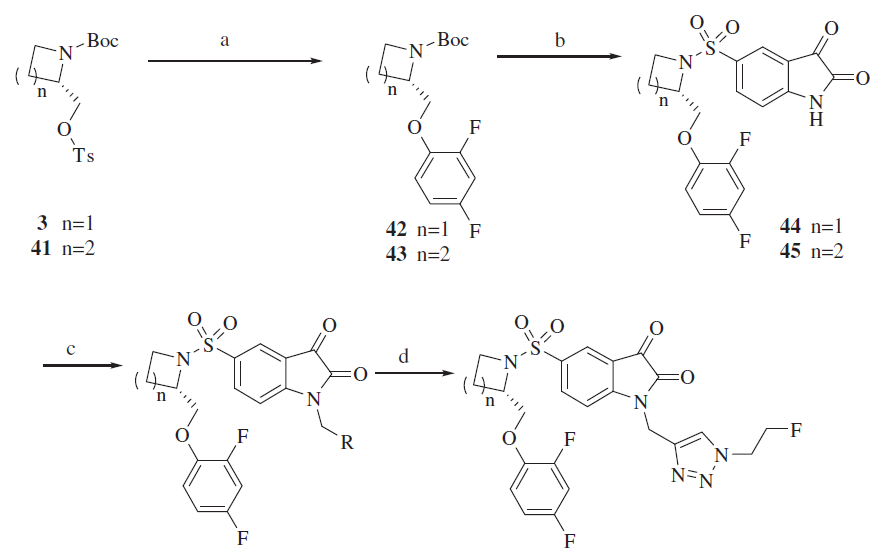 N Boc
a
N Boc
b
O O
S
N
O
O
N
H
( ) n
( ) n
( ) n
O
Ts
O
F
F
O
F
F
3 n=1
41 n=2
42 n=1
43 n=2
44 n=1
45 n=2
c
O O
S
N
O
O
N
( ) n
R
O
F
F
d
O O
S
N
O
O
N
( ) n
F
N
N=N
O
F
F